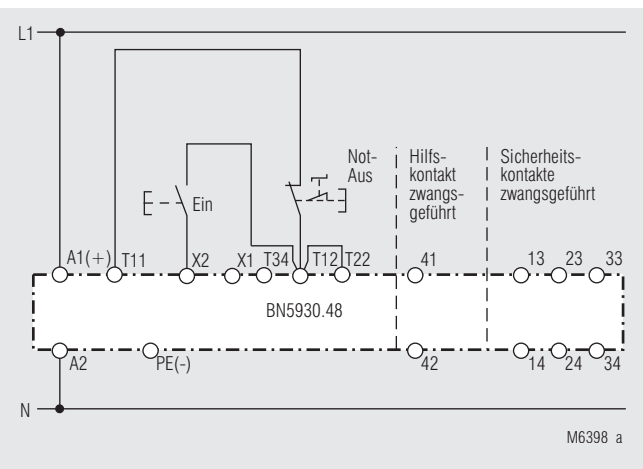 L1
Not-
Aus
Hilfs-
kontakt
zwangs-
geführt
Sicherheits-
kontakte
zwangsgeführt
Ein
A1(+) T11 X2 X1 T34 T12 T22 41 13 23 33
BN5930.48
A2 PE(-) 42 14 24 34
N
M6398 a